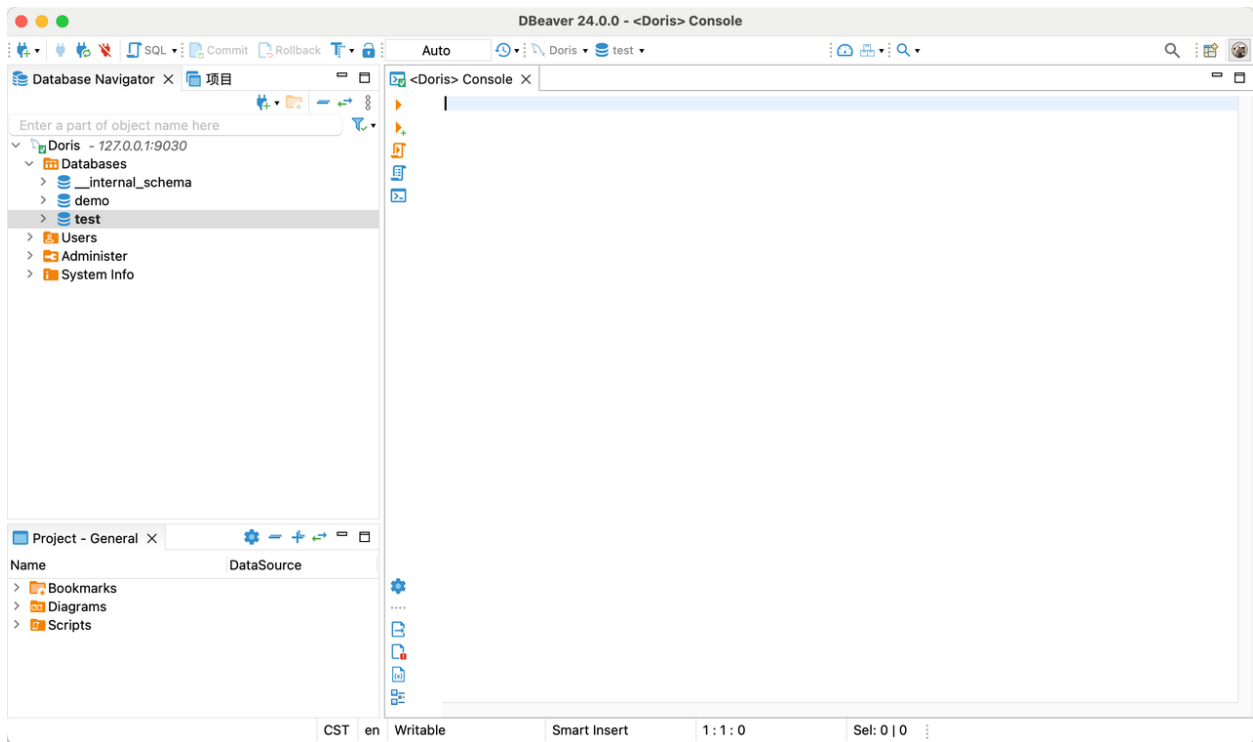 DBeaver 24.0.0 - <Doris> Console
SQL Commit Rollback Auto Doris test
Database Navigator 项目 <Doris> Console
Enter a part of object name here
Doris - 127.0.0.1:9030
Databases
__internal_schema
demo
test
Users
Administer
System Info
Project - General
Name DataSource
Bookmarks
Diagrams
Scripts
CST en Writable Smart Insert 1:1:0 Sel: 0 | 0